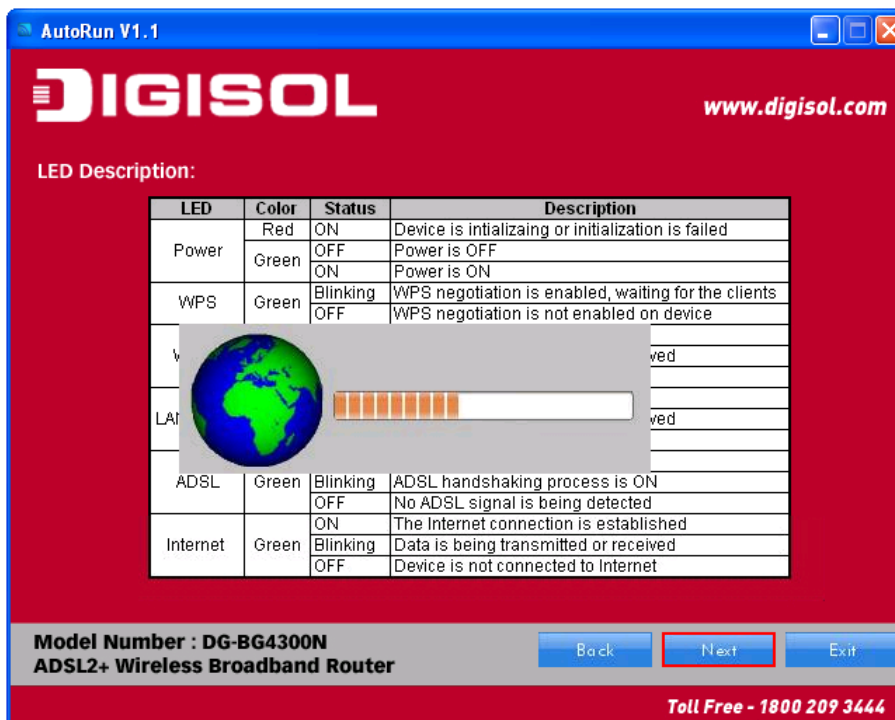 AutoRun V1.1
DIGISOL
www.digisol.com
LED Description:
LED Color Status Description
Power Red ON Device is intializaing or initialization is failed
Green OFF Power is OFF
ON Power is ON
WPS Green Blinking WPS negotiation is enabled, waiting for the clients
OFF WPS negotiation is not enabled on device
ADSL Green Blinking ADSL handshaking process is ON
OFF No ADSL signal is being detected
Internet Green ON The Internet connection is established
Blinking Data is being transmitted or received
OFF Device is not connected to Internet
Model Number : DG-BG4300N
ADSL2+ Wireless Broadband Router
Back Next Exit
Toll Free - 1800 209 3444